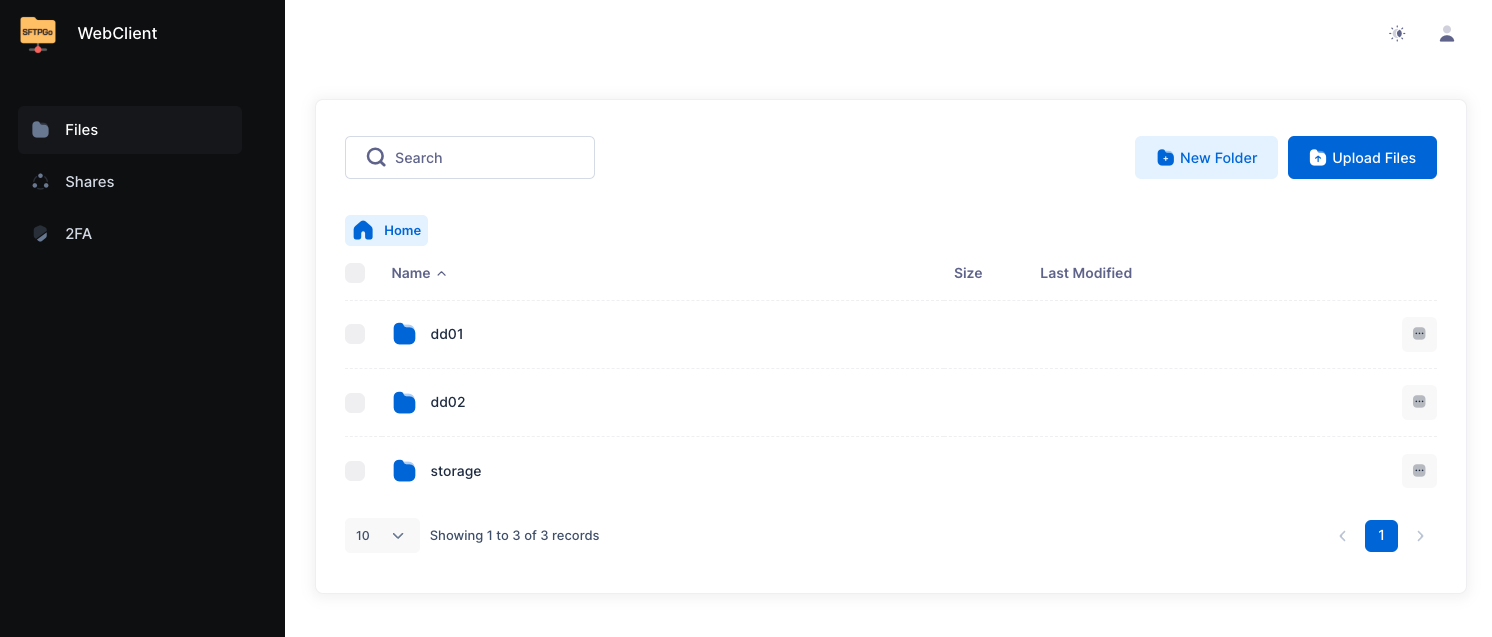 SFTPGo
WebClient
Files
Shares
2FA
Search
New Folder
Upload Files
Home
Name Size Last Modified
dd01
dd02
storage
10 Showing 1 to 3 of 3 records 1